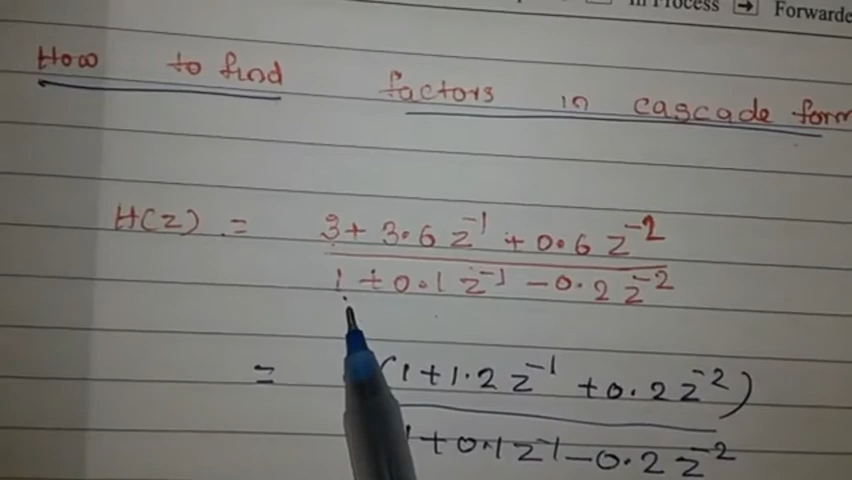 In Process → Forwarde
How to find factors in cascade form
H(z) = 3 + 3.6 z⁻¹ + 0.6 z⁻²
1 + 0.1 z⁻¹ - 0.2 z⁻²
= (1 + 1.2 z⁻¹ + 0.2 z⁻²)
+ 0.1 z⁻¹ - 0.2 z⁻²